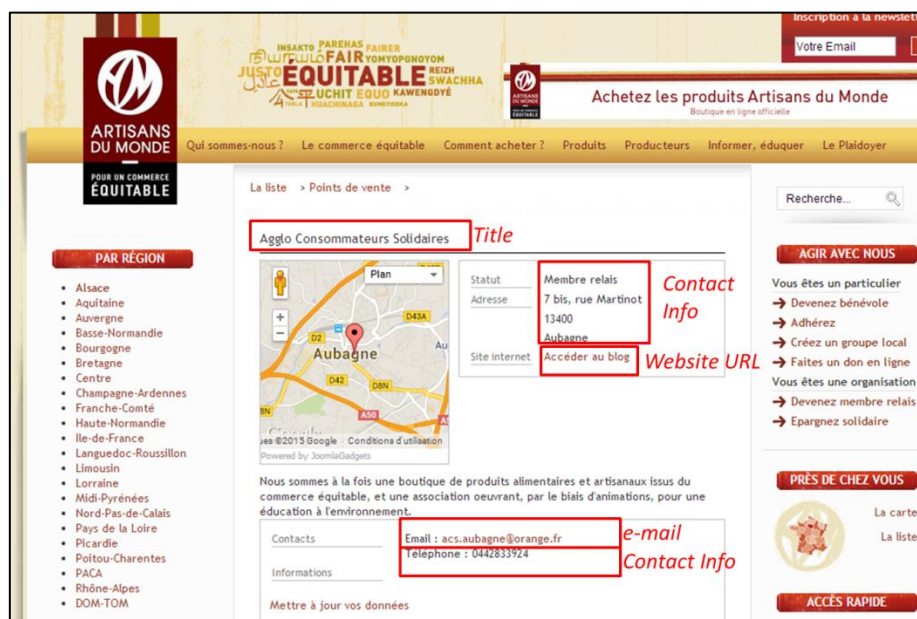 Inscription à la newslet
Votre Email
INSAKTO PAREHAS FAIRER
FAIR YOMYOPGNOYOM
JUSTO ÉQUITABLE REIZH
SWACHHA
公平 UCHIT EQUO KAWENGDYÉ
TABLA HUACHINAGA
ARTISANS
DU MONDE
POUR UN COMMERCE
ÉQUITABLE
ARTISANS
DU MONDE
Achetez les produits Artisans du Monde
Boutique en ligne officielle
Qui sommes-nous ? Le commerce équitable Comment acheter ? Produits Producteurs Informer, éduquer Le Plaidoyer
La liste > Points de vente >
Recherche...
Agglo Consommateurs Solidaires Title
PAR RÉGION
Alsace
Aquitaine
Auvergne
Basse-Normandie
Bourgogne
Bretagne
Centre
Champagne-Ardennes
Franche-Comté
Haute-Normandie
Ile-de-France
Languedoc-Roussillon
Limousin
Lorraine
Midi-Pyrénées
Nord-Pas-de-Calais
Pays de la Loire
Picardie
Poitou-Charentes
PACA
Rhône-Alpes
DOM-TOM
Plan
D43A
D2
Aubagne
Au
D42
D8N
8N
A50
ues ©2015 Google Conditions d'utilisation
Powered by JoomlaGadgets
Statut Membre relais
Adresse 7 bis, rue Martinot
13400
Aubagne
Contact
Info
Site internet Accéder au blog Website URL
Nous sommes à la fois une boutique de produits alimentaires et artisanaux issus du
commerce équitable, et une association oeuvrant, par le biais d'animations, pour une
éducation à l'environnement.
Contacts Email : acs.aubagne@orange.fr e-mail
Téléphone : 0442833924 Contact Info
Informations
Mettre à jour vos données
AGIR AVEC NOUS
Vous êtes un particulier
Devenez bénévole
Adhérez
Créez un groupe local
Faites un don en ligne
Vous êtes une organisation
Devenez membre relais
Epargnez solidaire
PRÈS DE CHEZ VOUS
La carte
La liste
ACCÈS RAPIDE